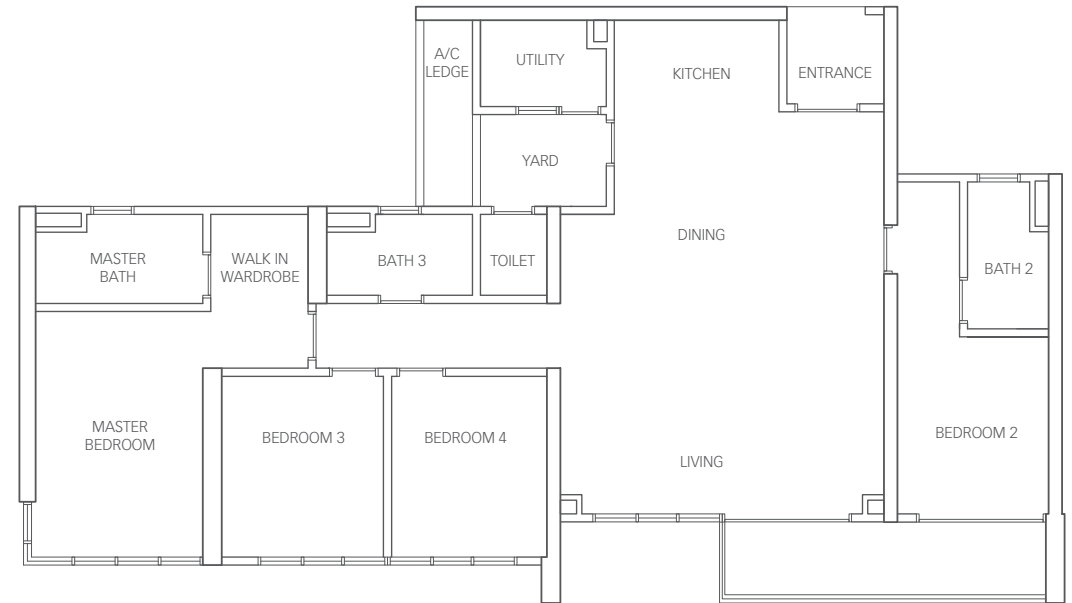 A/C
LEDGE
UTILITY
KITCHEN
ENTRANCE
YARD
DINING
MASTER
BATH
WALK IN
WARDROBE
BATH 3
TOILET
BATH 2
MASTER
BEDROOM
BEDROOM 3
BEDROOM 4
LIVING
BEDROOM 2